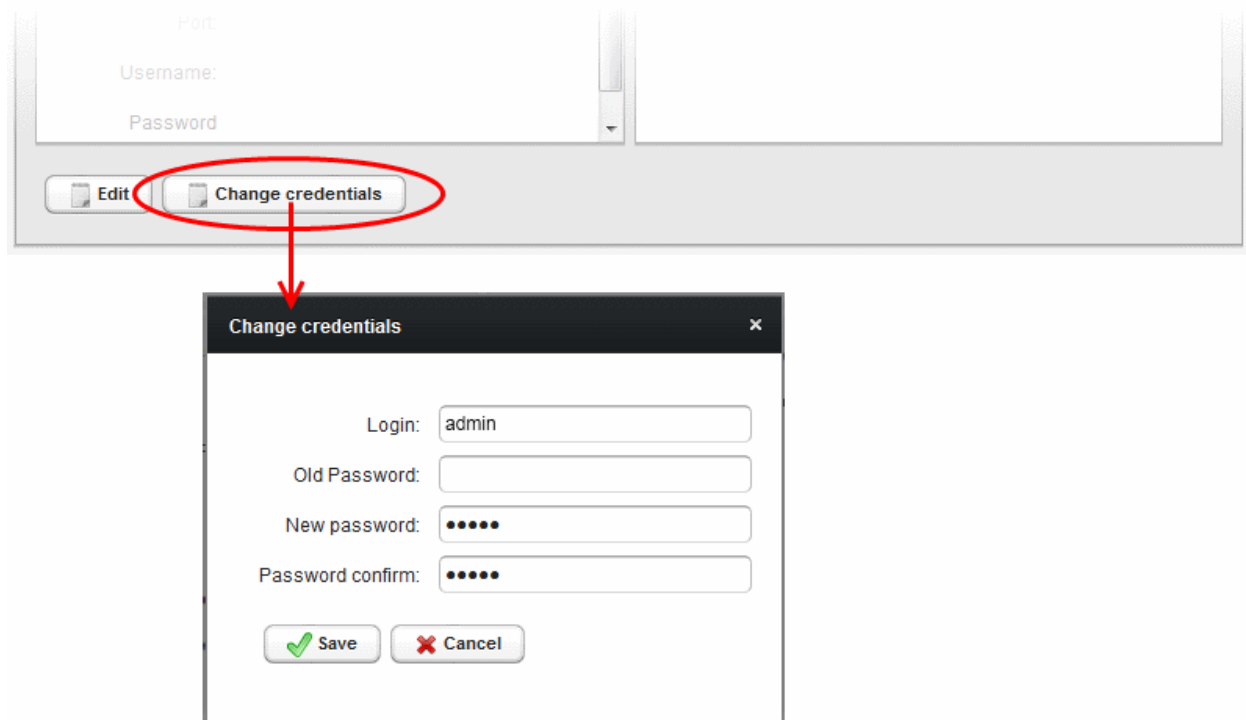 Port:
Username:
Password
Edit
Change credentials
Change credentials
Login: admin
Old Password:
New password: •••••
Password confirm: •••••
Save
Cancel